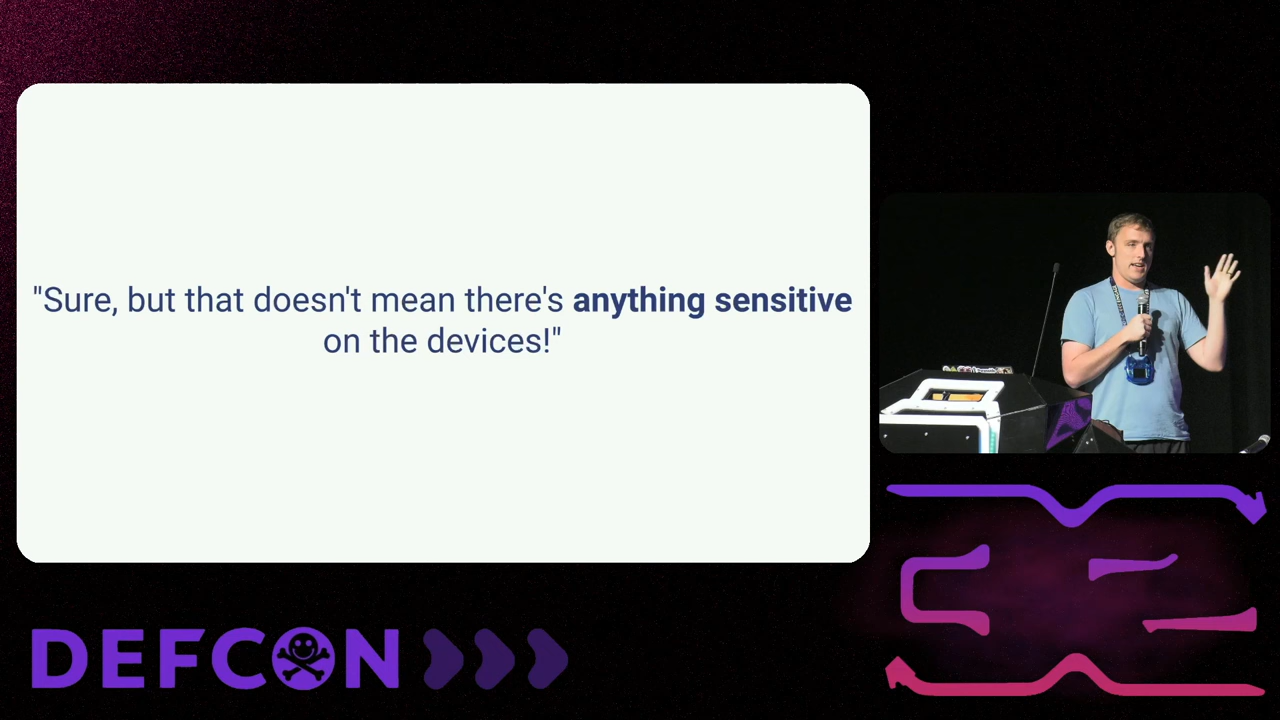 "Sure, but that doesn't mean there's anything sensitive
on the devices!"
DEFCON